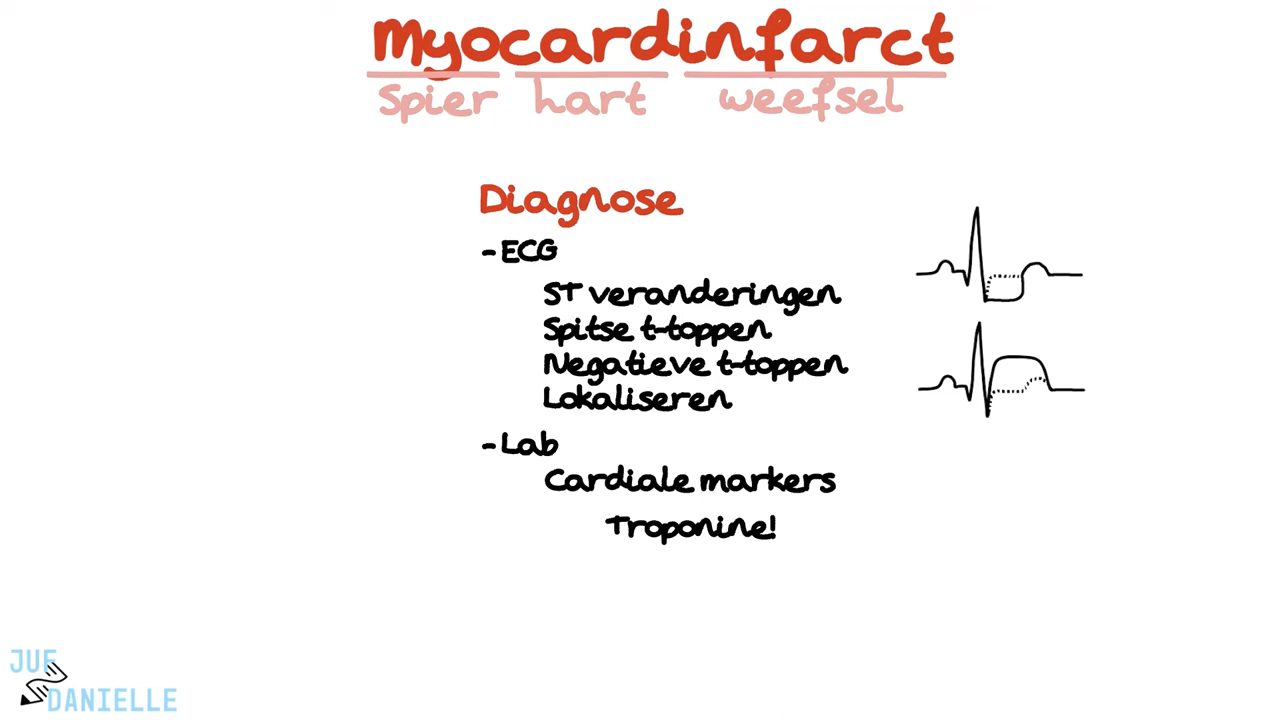 Myocardinfarct
Spier hart weefsel
Diagnose
- ECG
ST veranderingen
Spitse t-toppen
Negatieve t-toppen
Lokaliseren
- Lab
Cardiale markers
Troponine!
JUF
DANIELLE